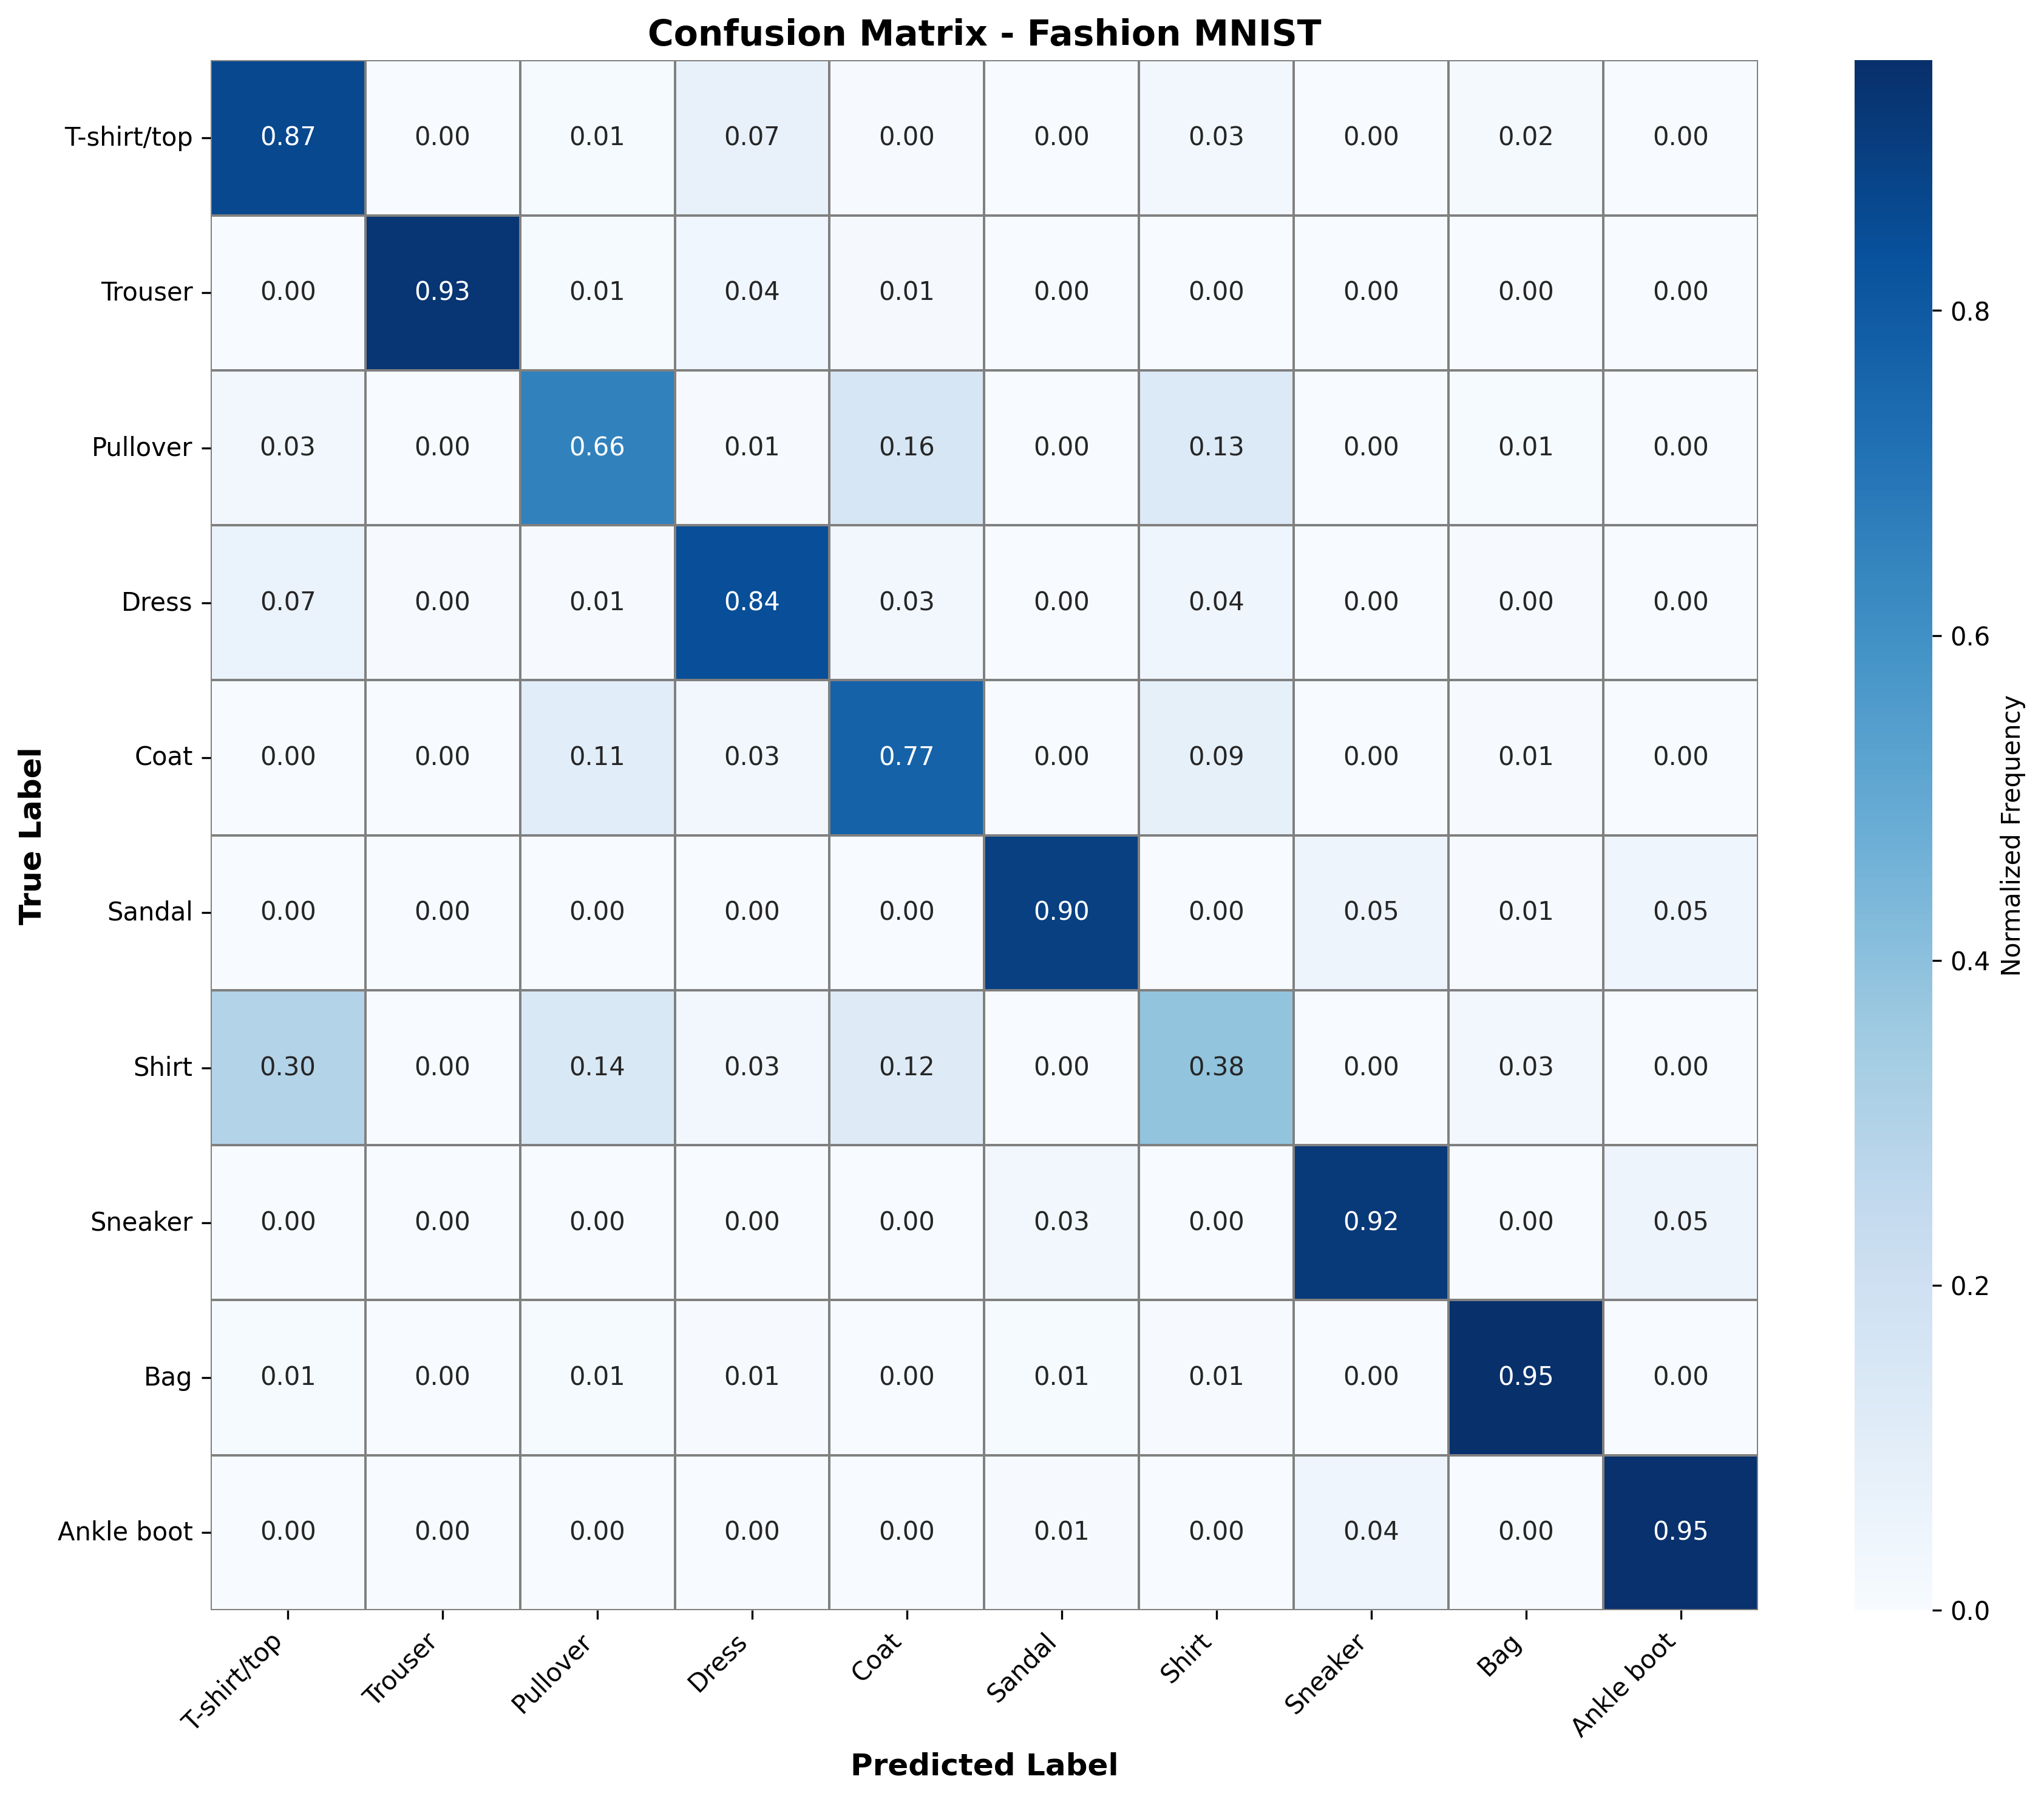 Confusion Matrix - Fashion MNIST
T-shirt/top 0.87 0.00 0.01 0.07 0.00 0.00 0.03 0.00 0.02 0.00
Trouser 0.00 0.93 0.01 0.04 0.01 0.00 0.00 0.00 0.00 0.00
Pullover 0.03 0.00 0.66 0.01 0.16 0.00 0.13 0.00 0.01 0.00
Dress 0.07 0.00 0.01 0.84 0.03 0.00 0.04 0.00 0.00 0.00
Coat 0.00 0.00 0.11 0.03 0.77 0.00 0.09 0.00 0.01 0.00
Sandal 0.00 0.00 0.00 0.00 0.00 0.90 0.00 0.05 0.01 0.05
Shirt 0.30 0.00 0.14 0.03 0.12 0.00 0.38 0.00 0.03 0.00
Sneaker 0.00 0.00 0.00 0.00 0.00 0.03 0.00 0.92 0.00 0.05
Bag 0.01 0.00 0.01 0.01 0.00 0.01 0.01 0.00 0.95 0.00
Ankle boot 0.00 0.00 0.00 0.00 0.00 0.01 0.00 0.04 0.00 0.95
T-shirt/top Trouser Pullover Dress Coat Sandal Shirt Sneaker Bag Ankle boot
Predicted Label
True Label
0.8
0.6
0.4
0.2
0.0
Normalized Frequency